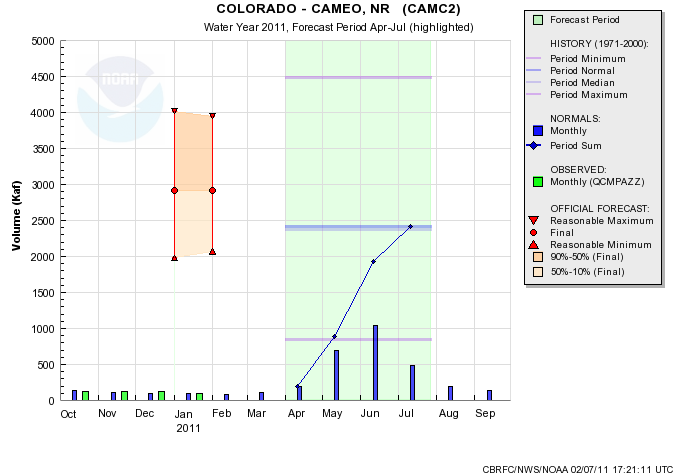 COLORADO - CAMEO, NR (CAMC2)
Water Year 2011, Forecast Period Apr-Jul (highlighted)
Volume (Kaf)
5000
4500
4000
3500
3000
2500
2000
1500
1000
500
0
NOAA
Oct Nov Dec Jan Feb Mar Apr May Jun Jul Aug Sep
2011
Forecast Period
HISTORY (1971-2000):
Period Minimum
Period Normal
Period Median
Period Maximum
NORMALS:
Monthly
Period Sum
OBSERVED:
Monthly (QCMPAZZ)
OFFICIAL FORECAST:
Reasonable Maximum
Final
Reasonable Minimum
90%-50% (Final)
50%-10% (Final)
CBRFC/NWS/NOAA 02/07/11 17:21:11 UTC